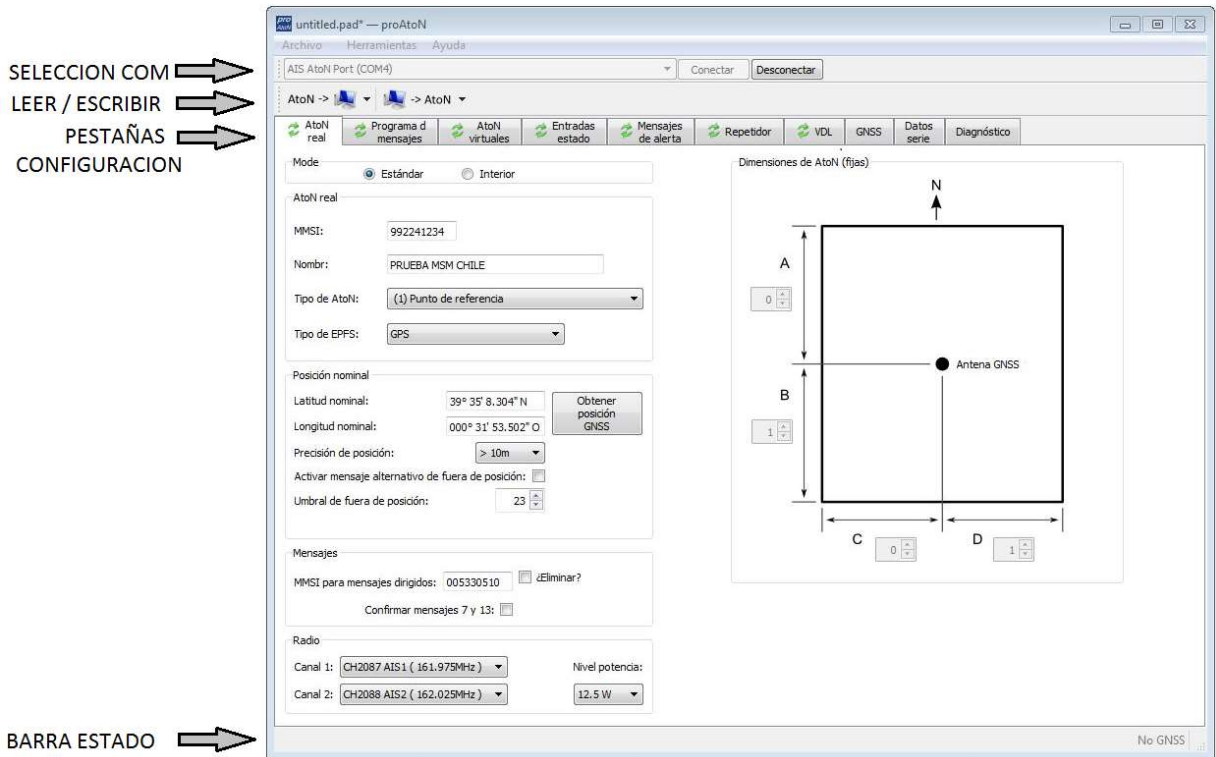 pro AtoN untitled.pad* — proAtoN
Archivo Herramientas Ayuda
SELECCION COM
AIS AtoN Port (COM4) Conectar Desconectar
LEER / ESCRIBIR
AtoN -> -> AtoN
PESTAÑAS
CONFIGURACION
AtoN real
Programa d mensajes
AtoN virtuales
Entradas estado
Mensajes de alerta
Repetidor
VDL
GNSS
Datos serie
Diagnóstico
Mode
Estándar Interior
AtoN real
MMSI: 992241234
Nombr: PRUEBA MSM CHILE
Tipo de AtoN: (1) Punto de referencia
Tipo de EPFS: GPS
Posición nominal
Latitud nominal: 39º 35' 8.304" N
Longitud nominal: 000º 31' 53.502" O
Obtener
posición
GNSS
Precisión de posición: > 10m
Activar mensaje alternativo de fuera de posición:
Umbral de fuera de posición: 23
Mensajes
MMSI para mensajes dirigidos: 005330510 ¿Eliminar?
Confirmar mensajes 7 y 13:
Radio
Canal 1: CH2087 AIS1 ( 161.975MHz )
Nivel potencia:
Canal 2: CH2088 AIS2 ( 162.025MHz ) 12.5 W
Dimensiones de AtoN (fijas)
N
A
0
Antena GNSS
B
1
C 0 D 1
BARRA ESTADO
No GNSS